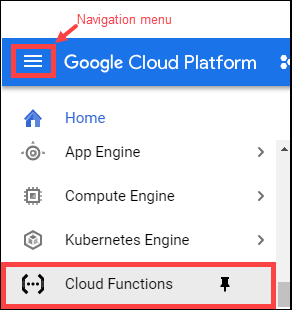 Navigation menu
Google Cloud Platform
Home
App Engine
Compute Engine
Kubernetes Engine
Cloud Functions